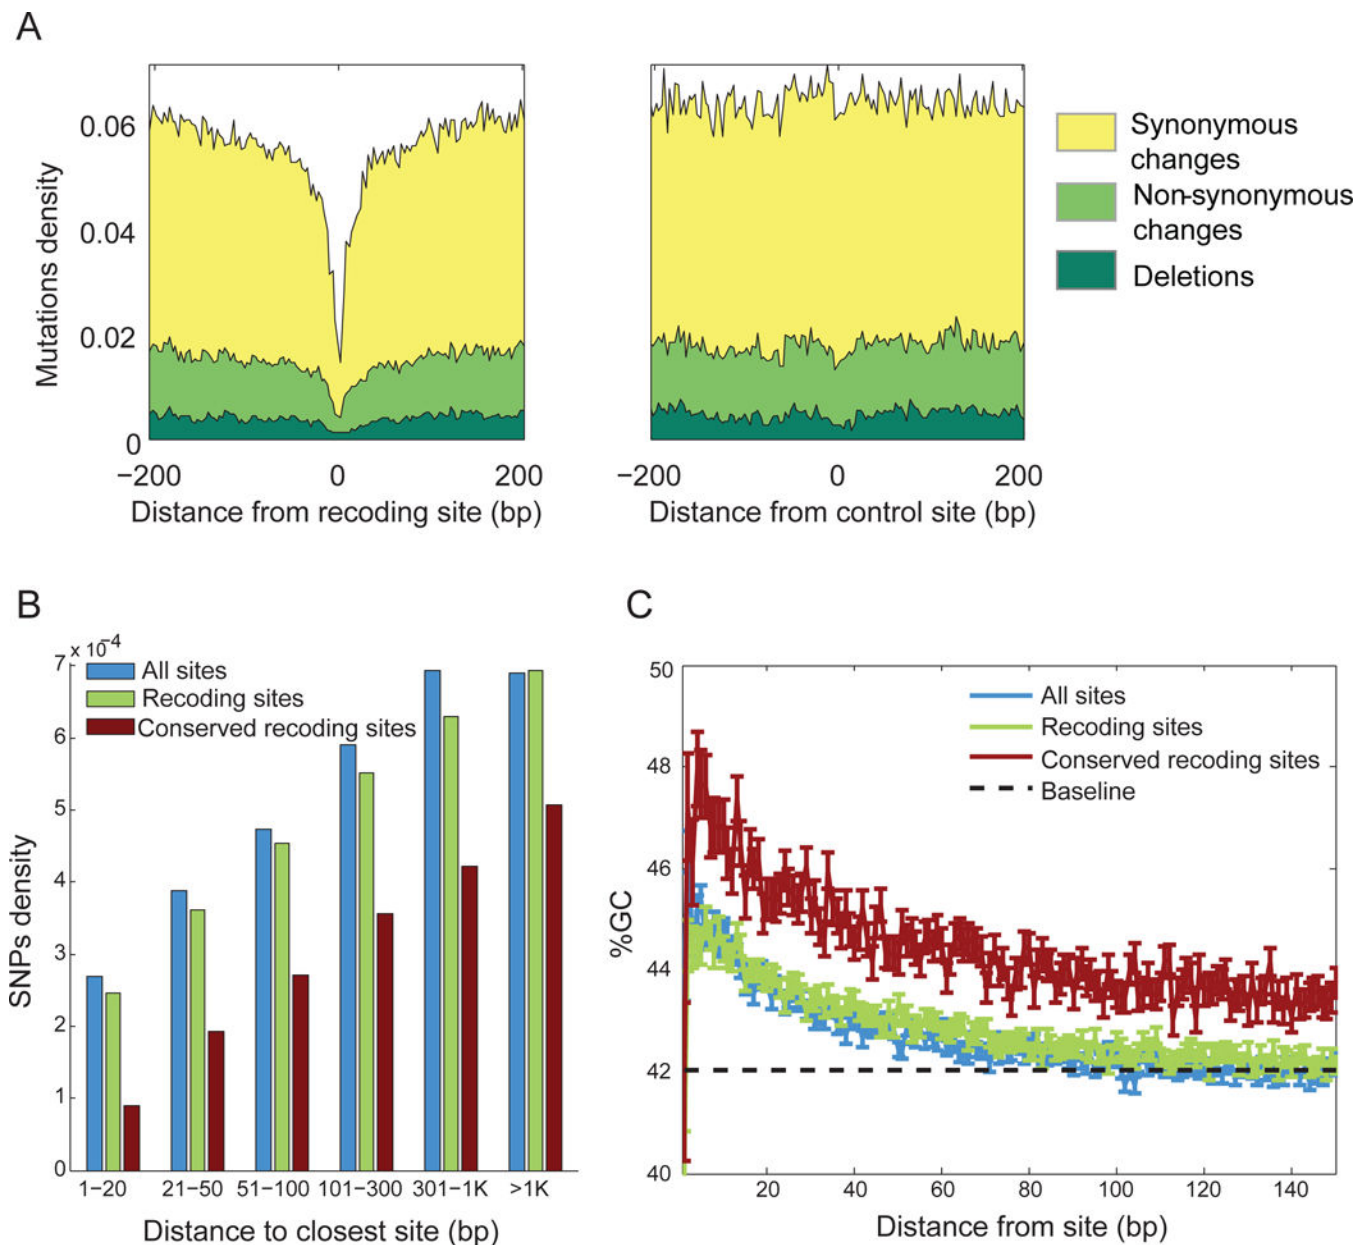 A
Mutations density
0.06
0.04
0.02
0
−200
0
200
Distance from recoding site (bp)
−200
0
200
Distance from control site (bp)
Synonymous
changes
Non-synonymous
changes
Deletions
B
SNPs density
7 x 10⁻⁴
6
5
4
3
2
1
0
All sites
Recoding sites
Conserved recoding sites
1−20
21−50
51−100
101−300
301−1K
>1K
Distance to closest site (bp)
C
%GC
50
48
46
44
42
40
All sites
Recoding sites
Conserved recoding sites
Baseline
20
40
60
80
100
120
140
Distance from site (bp)